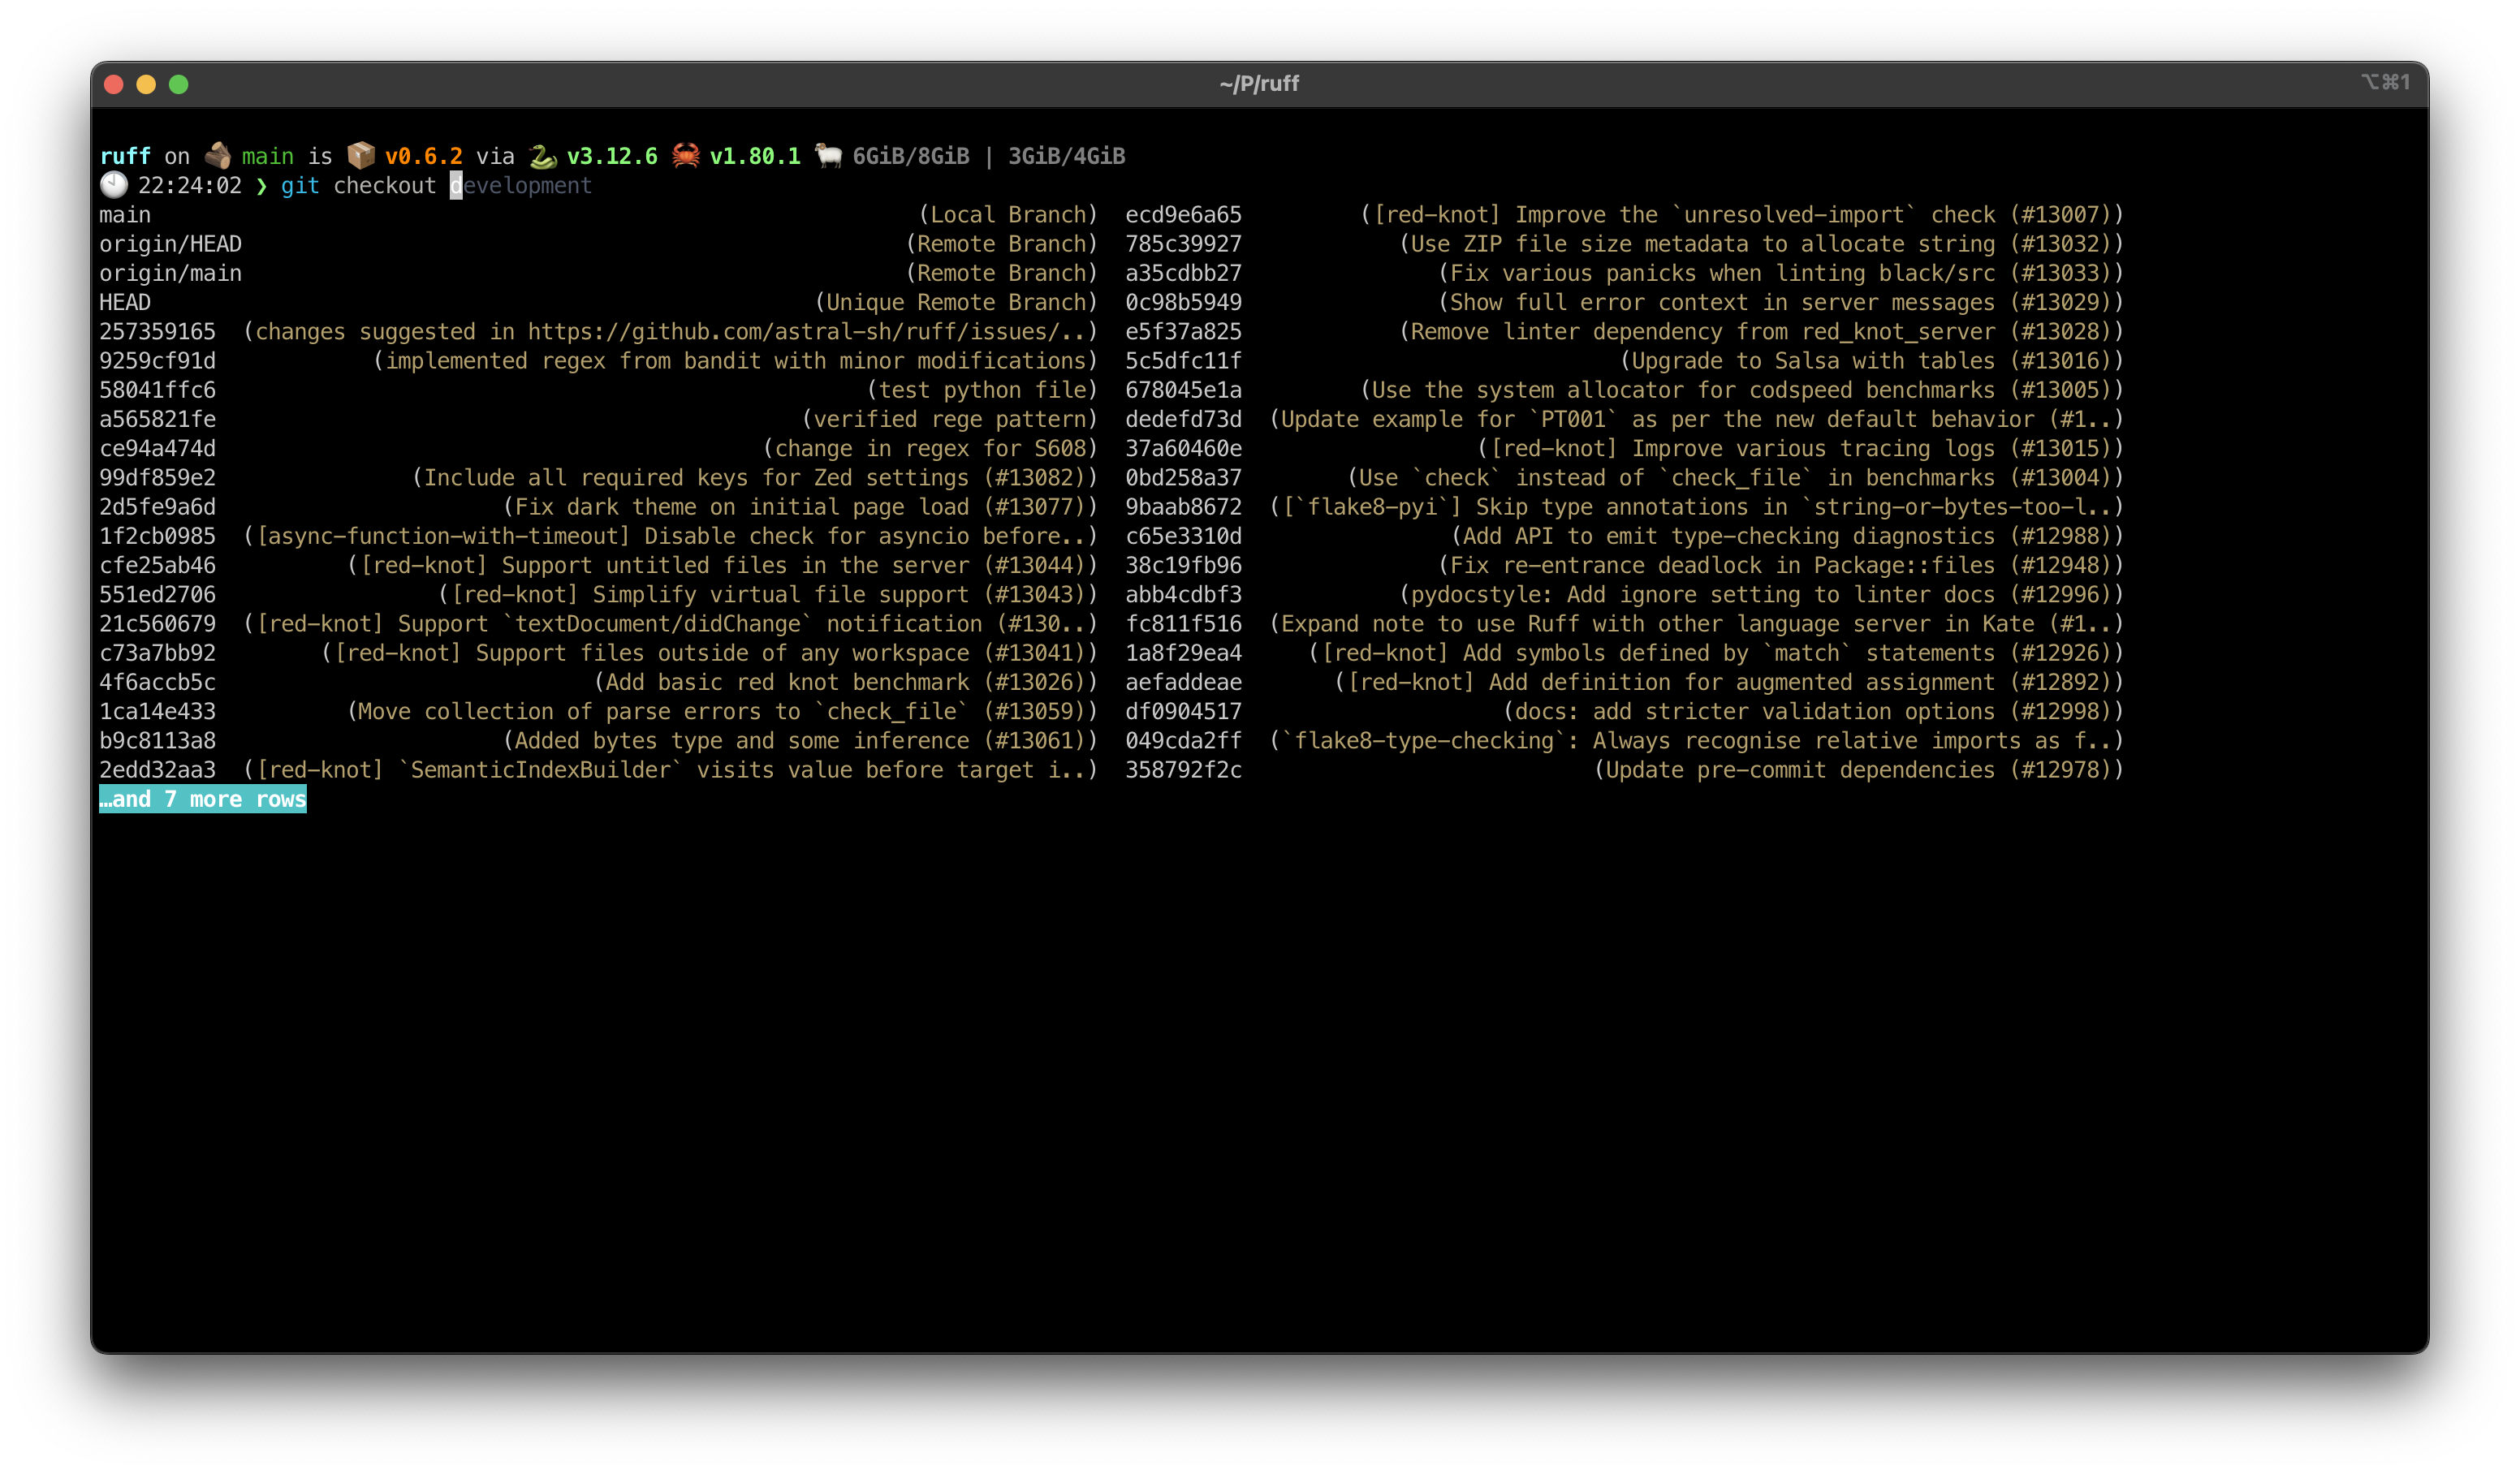 ~/P/ruff
⌥⌘1
ruff on main is v0.6.2 via v3.12.6 v1.80.1 6GiB/8GiB | 3GiB/4GiB
22:24:02 ❯ git checkout development
main (Local Branch) ecd9e6a65 ([red-knot] Improve the `unresolved-import` check (#13007))
origin/HEAD (Remote Branch) 785c39927 (Use ZIP file size metadata to allocate string (#13032))
origin/main (Remote Branch) a35cdbb27 (Fix various panicks when linting black/src (#13033))
HEAD (Unique Remote Branch) 0c98b5949 (Show full error context in server messages (#13029))
257359165 (changes suggested in https://github.com/astral-sh/ruff/issues/..) e5f37a825 (Remove linter dependency from red_knot_server (#13028))
9259cf91d (implemented regex from bandit with minor modifications) 5c5dfc11f (Upgrade to Salsa with tables (#13016))
58041ffc6 (test python file) 678045e1a (Use the system allocator for codspeed benchmarks (#13005))
a565821fe (verified rege pattern) dedefd73d (Update example for `PT001` as per the new default behavior (#1..)
ce94a474d (change in regex for S608) 37a60460e ([red-knot] Improve various tracing logs (#13015))
99df859e2 (Include all required keys for Zed settings (#13082)) 0bd258a37 (Use `check` instead of `check_file` in benchmarks (#13004))
2d5fe9a6d (Fix dark theme on initial page load (#13077)) 9baab8672 ([`flake8-pyi`] Skip type annotations in `string-or-bytes-too-l..)
1f2cb0985 ([async-function-with-timeout] Disable check for asyncio before..) c65e3310d (Add API to emit type-checking diagnostics (#12988))
cfe25ab46 ([red-knot] Support untitled files in the server (#13044)) 38c19fb96 (Fix re-entrance deadlock in Package::files (#12948))
551ed2706 ([red-knot] Simplify virtual file support (#13043)) abb4cdbf3 (pydocstyle: Add ignore setting to linter docs (#12996))
21c560679 ([red-knot] Support `textDocument/didChange` notification (#130..) fc811f516 (Expand note to use Ruff with other language server in Kate (#1..)
c73a7bb92 ([red-knot] Support files outside of any workspace (#13041)) 1a8f29ea4 ([red-knot] Add symbols defined by `match` statements (#12926))
4f6accb5c (Add basic red knot benchmark (#13026)) aefaddeae ([red-knot] Add definition for augmented assignment (#12892))
1ca14e433 (Move collection of parse errors to `check_file` (#13059)) df0904517 (docs: add stricter validation options (#12998))
b9c8113a8 (Added bytes type and some inference (#13061)) 049cda2ff (`flake8-type-checking`: Always recognise relative imports as f..)
2edd32aa3 ([red-knot] `SemanticIndexBuilder` visits value before target i..) 358792f2c (Update pre-commit dependencies (#12978))
…and 7 more rows